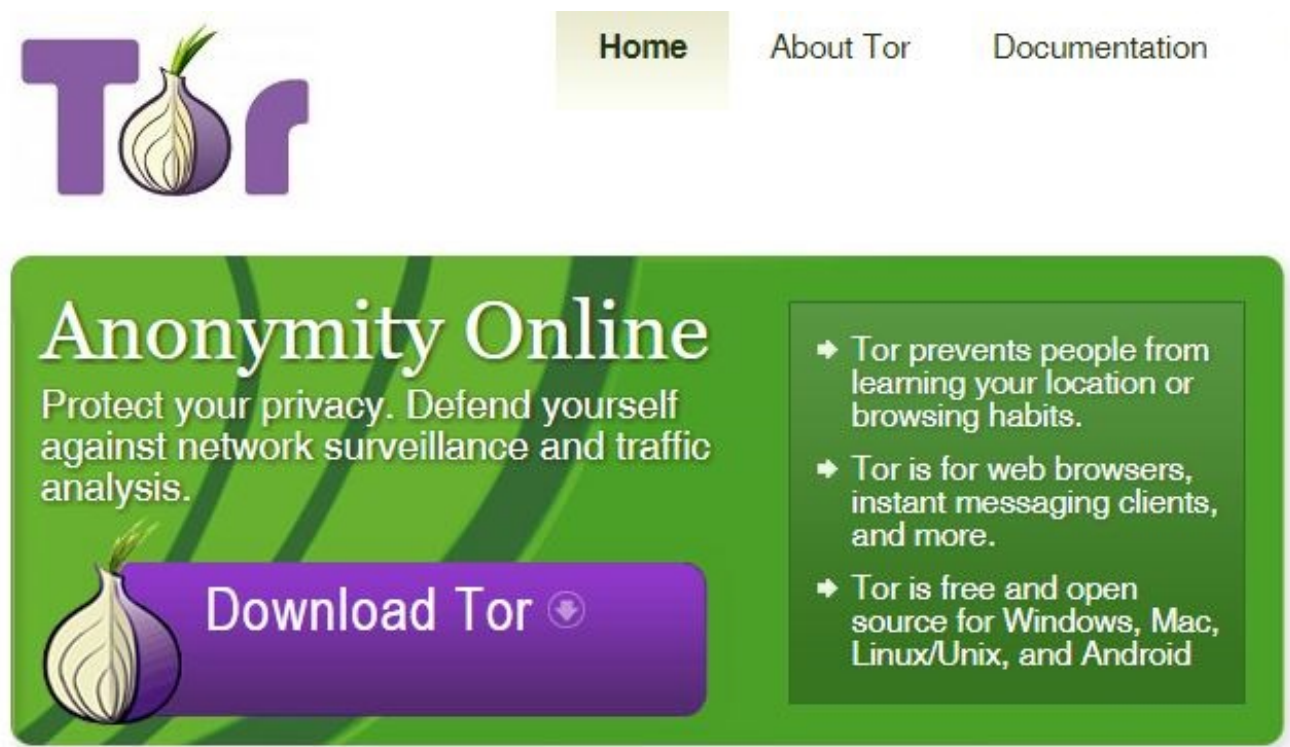 Tor
Home
About Tor
Documentation
Anonymity Online
Protect your privacy. Defend yourself
against network surveillance and traffic
analysis.
Download Tor
Tor prevents people from
learning your location or
browsing habits.
Tor is for web browsers,
instant messaging clients,
and more.
Tor is free and open
source for Windows, Mac,
Linux/Unix, and Android